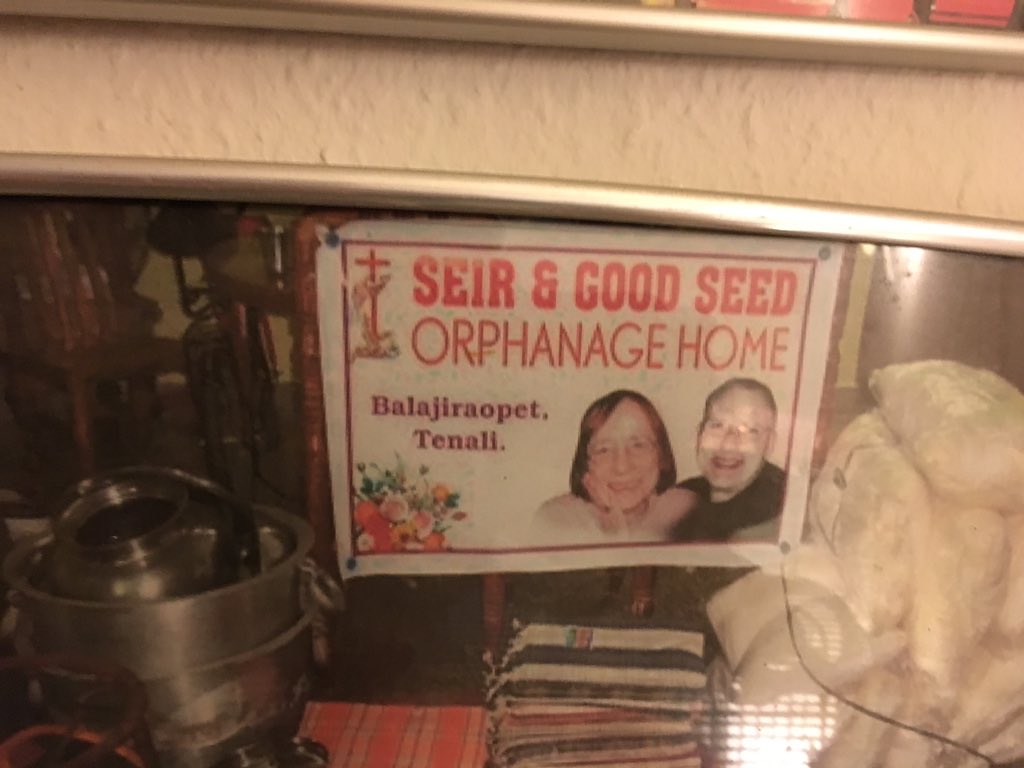 SEIR & GOOD SEED
ORPHANAGE HOME
Balajiraopet.
Tenali.